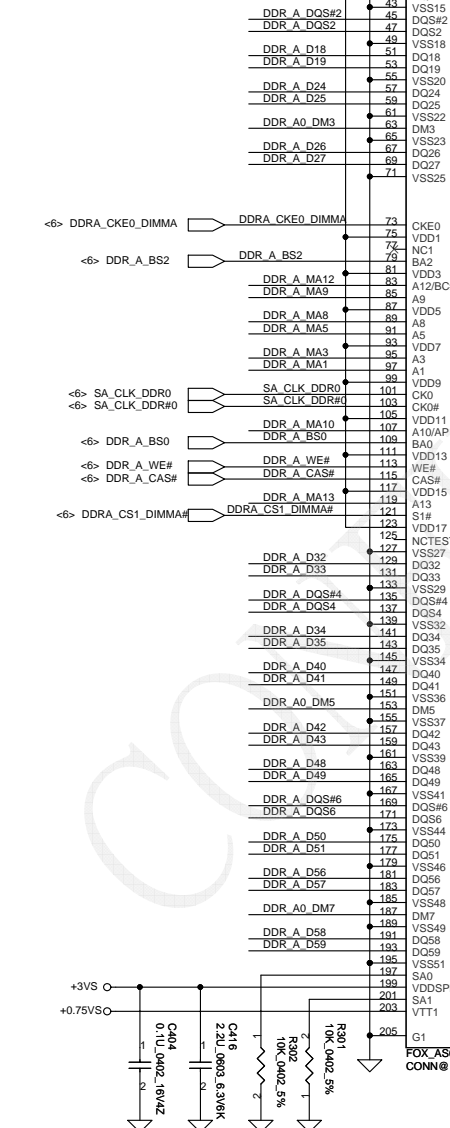 43 VSS15
DDR_A_DQS#2 45 DQS#2
DDR_A_DQS2 47 DQS2
49 VSS18
DDR_A_D18 51 DQ18
DDR_A_D19 53 DQ19
55 VSS20
DDR_A_D24 57 DQ24
DDR_A_D25 59 DQ25
61 VSS22
DDR_A0_DM3 63 DM3
65 VSS23
DDR_A_D26 67 DQ26
DDR_A_D27 69 DQ27
71 VSS25
<6> DDRA_CKE0_DIMMA DDRA_CKE0_DIMMA 73 CKE0
75 VDD1
77 NC1
<6> DDR_A_BS2 DDR_A_BS2 79 BA2
81 VDD3
DDR_A_MA12 83 A12/BC
DDR_A_MA9 85 A9
87 VDD5
DDR_A_MA8 89 A8
DDR_A_MA5 91 A5
93 VDD7
DDR_A_MA3 95 A3
DDR_A_MA1 97 A1
99 VDD9
<6> SA_CLK_DDR0 SA_CLK_DDR0 101 CK0
<6> SA_CLK_DDR#0 SA_CLK_DDR#0 103 CK0#
105 VDD11
DDR_A_MA10 107 A10/AP
<6> DDR_A_BS0 DDR_A_BS0 109 BA0
111 VDD13
<6> DDR_A_WE# DDR_A_WE# 113 WE#
<6> DDR_A_CAS# DDR_A_CAS# 115 CAS#
117 VDD15
DDR_A_MA13 119 A13
<6> DDRA_CS1_DIMMA# DDRA_CS1_DIMMA# 121 S1#
123 VDD17
125 NCTEST
127 VSS27
DDR_A_D32 129 DQ32
DDR_A_D33 131 DQ33
133 VSS29
DDR_A_DQS#4 135 DQS#4
DDR_A_DQS4 137 DQS4
139 VSS32
DDR_A_D34 141 DQ34
DDR_A_D35 143 DQ35
145 VSS34
DDR_A_D40 147 DQ40
DDR_A_D41 149 DQ41
151 VSS36
DDR_A0_DM5 153 DM5
155 VSS37
DDR_A_D42 157 DQ42
DDR_A_D43 159 DQ43
161 VSS39
DDR_A_D48 163 DQ48
DDR_A_D49 165 DQ49
167 VSS41
DDR_A_DQS#6 169 DQS#6
DDR_A_DQS6 171 DQS6
173 VSS44
DDR_A_D50 175 DQ50
DDR_A_D51 177 DQ51
179 VSS46
DDR_A_D56 181 DQ56
DDR_A_D57 183 DQ57
185 VSS48
DDR_A0_DM7 187 DM7
189 VSS49
DDR_A_D58 191 DQ58
DDR_A_D59 193 DQ59
195 VSS51
197 SA0
+3VS 199 VDDSP
201 SA1
+0.75VS 203 VTT1
205 G1
FOX_AS
CONN@
1 2 C404
0.1U_0402_16V4Z
1 2 C416
2.2U_0603_6.3V6K
1 2 R302
10K_0402_5%
2 1 R301
10K_0402_5%
CON